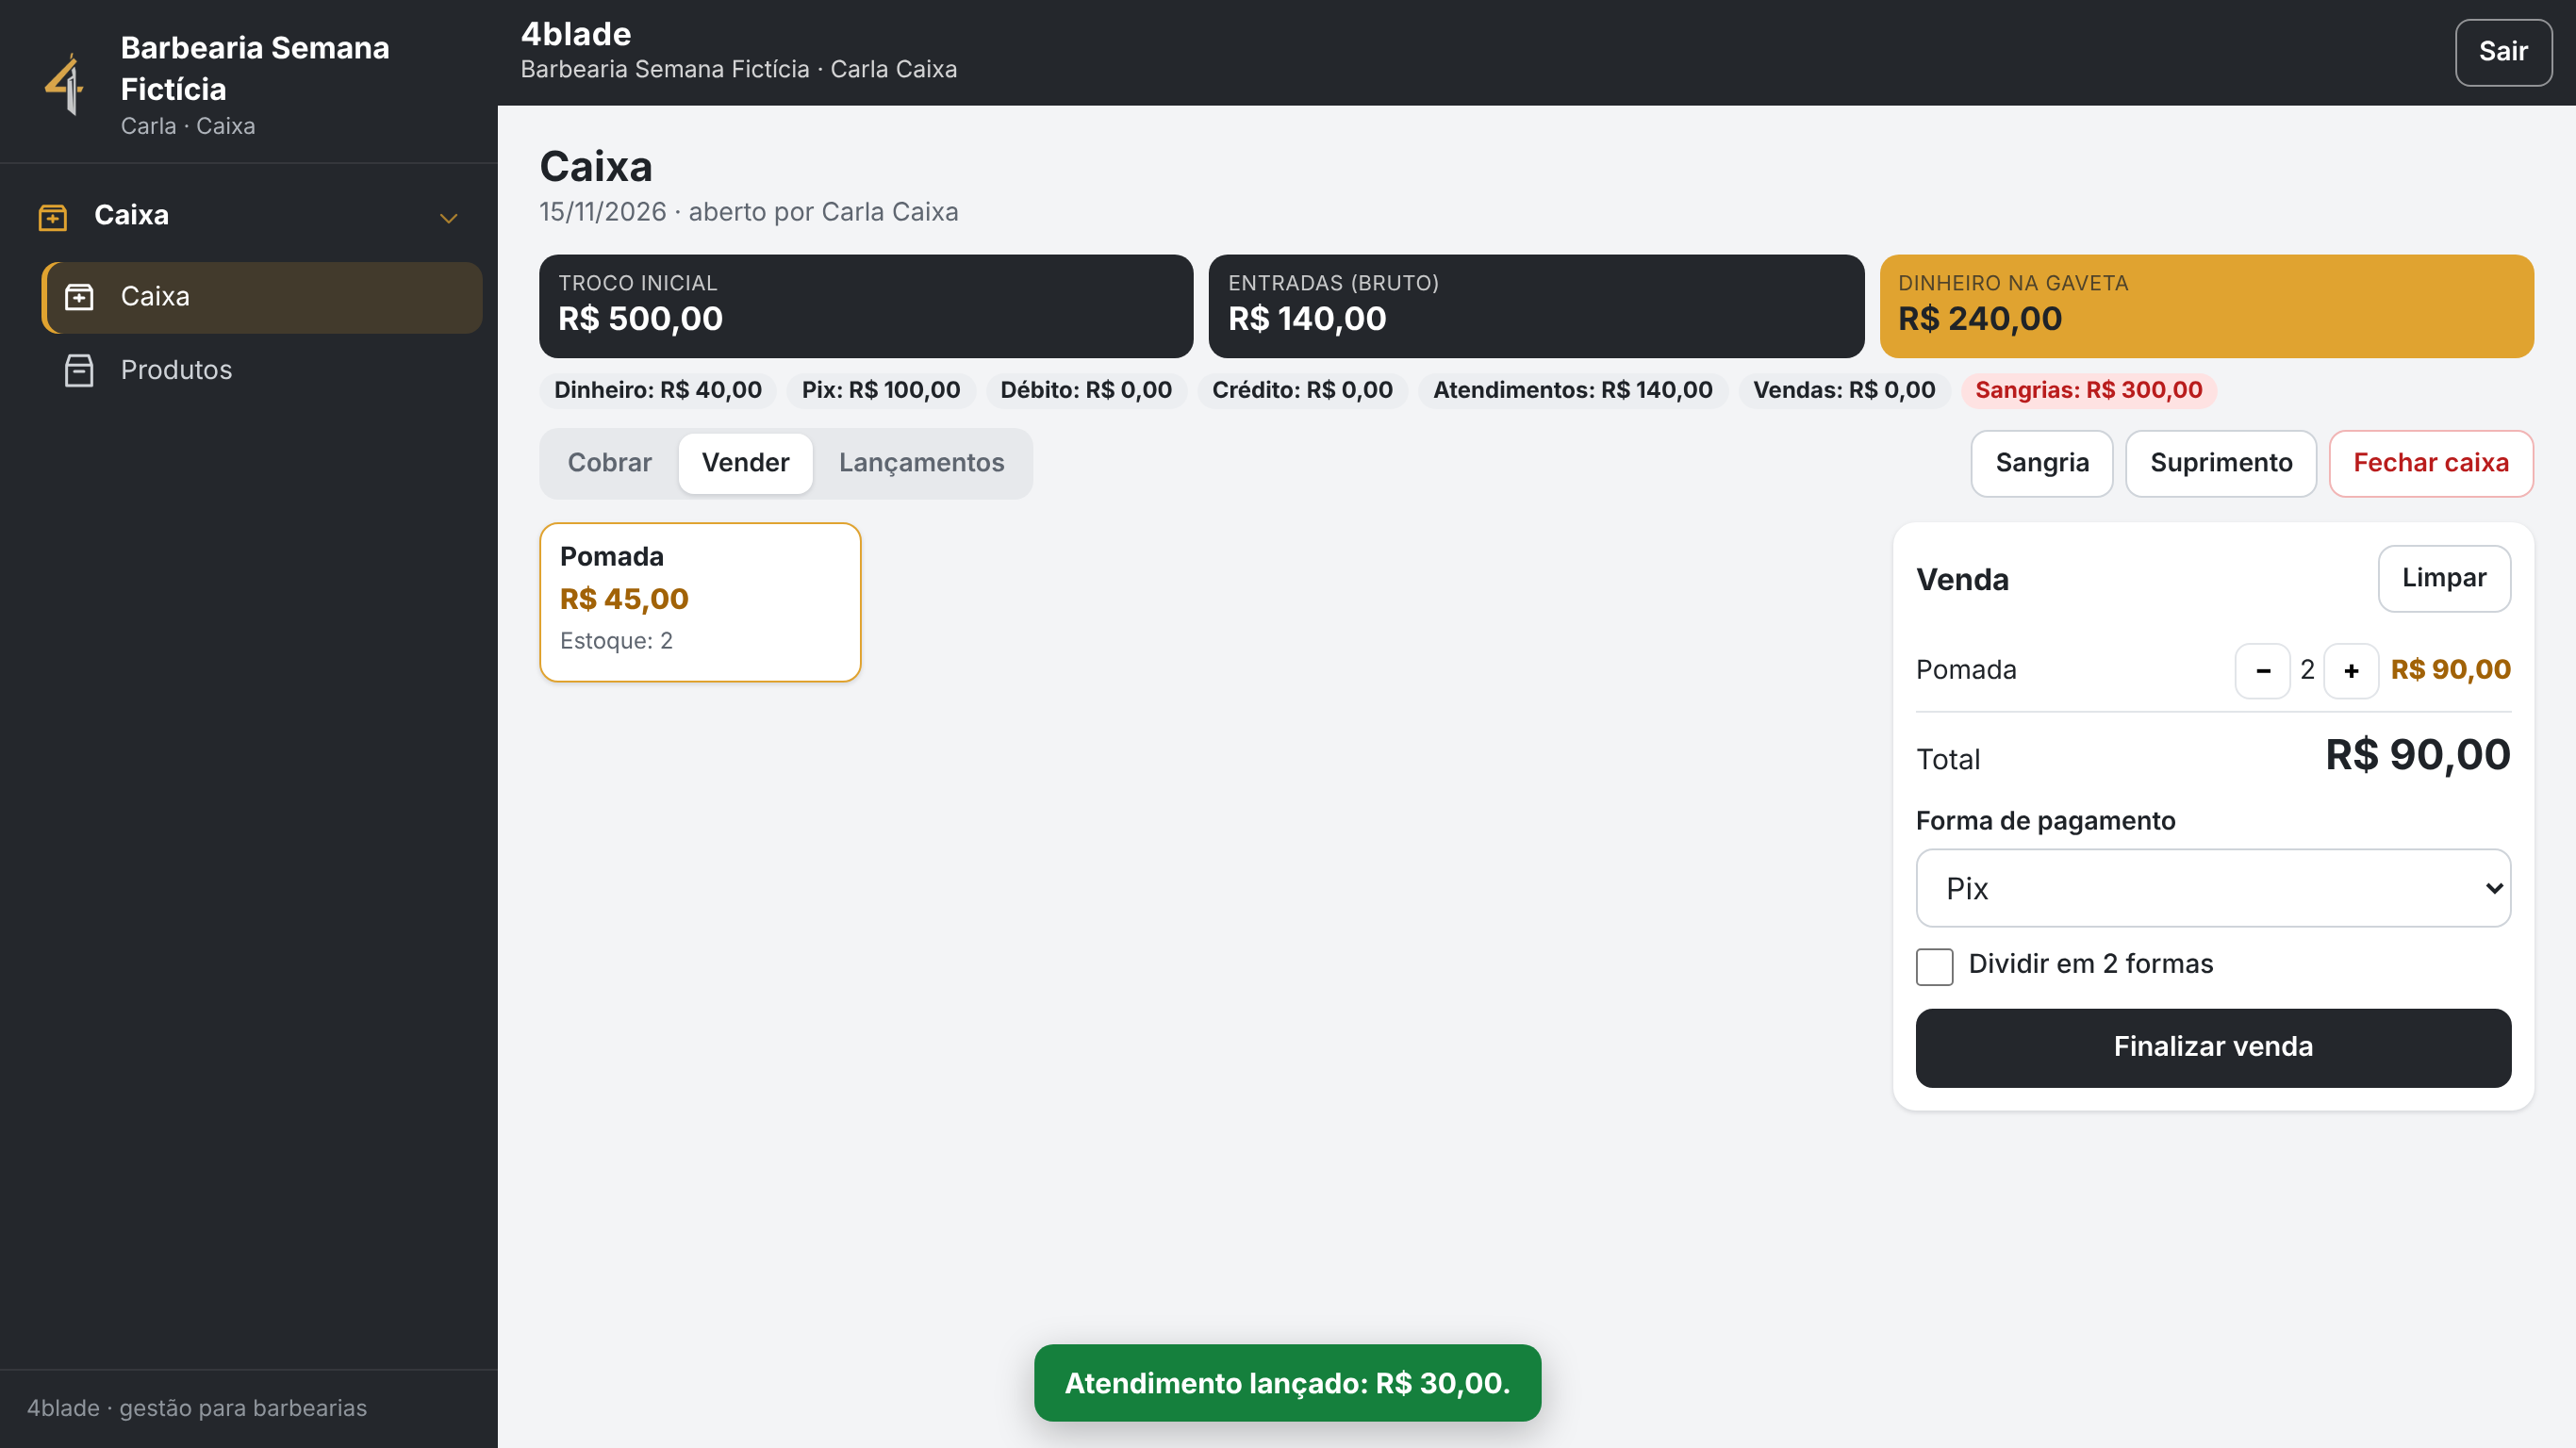 Barbearia Semana
Fictícia
Carla · Caixa
Caixa
Caixa
Produtos
4blade · gestão para barbearias
4blade
Barbearia Semana Fictícia · Carla Caixa
Sair
Caixa
15/11/2026 · aberto por Carla Caixa
TROCO INICIAL
R$ 500,00
ENTRADAS (BRUTO)
R$ 140,00
DINHEIRO NA GAVETA
R$ 240,00
Dinheiro: R$ 40,00 Pix: R$ 100,00 Débito: R$ 0,00 Crédito: R$ 0,00 Atendimentos: R$ 140,00 Vendas: R$ 0,00 Sangrias: R$ 300,00
Cobrar Vender Lançamentos Sangria Suprimento Fechar caixa
Pomada
R$ 45,00
Estoque: 2
Venda Limpar
Pomada − 2 + R$ 90,00
Total R$ 90,00
Forma de pagamento
Pix
Dividir em 2 formas
Finalizar venda
Atendimento lançado: R$ 30,00.